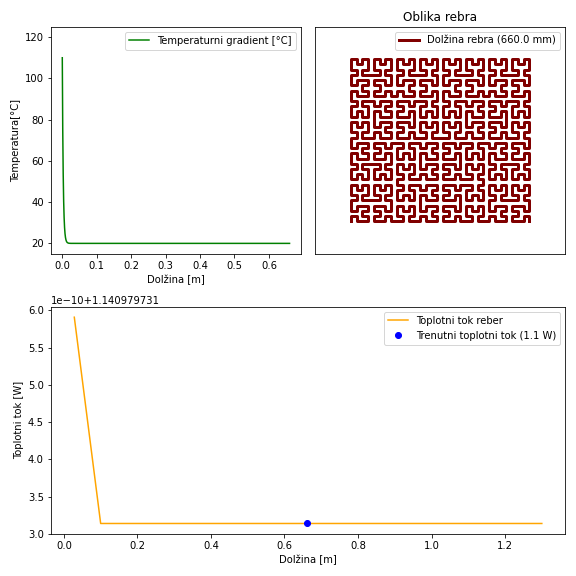 Oblika rebra
Temperaturni gradient [°C]
Dolžina rebra (660.0 mm)
Temperatura[°C]
120
100
80
60
40
20
0.0 0.1 0.2 0.3 0.4 0.5 0.6
Dolžina [m]
1e−10+1.140979731
Toplotni tok reber
Trenutni toplotni tok (1.1 W)
Toplotni tok [W]
6.0
5.5
5.0
4.5
4.0
3.5
3.0
0.0 0.2 0.4 0.6 0.8 1.0 1.2
Dolžina [m]